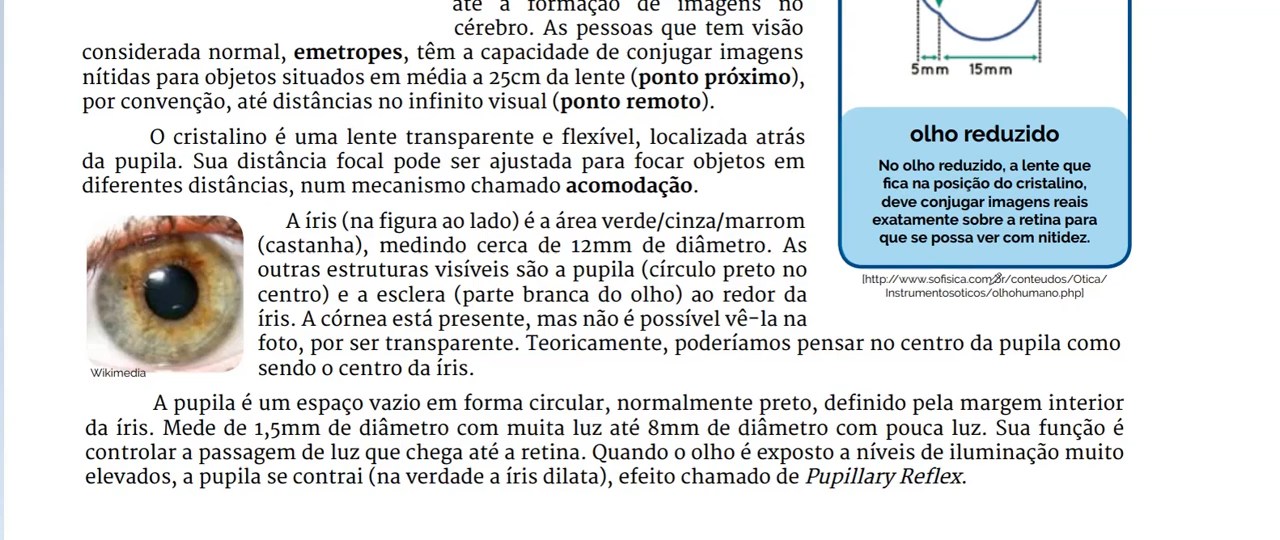 até a formação de imagens no
cérebro. As pessoas que tem visão
considerada normal, emetropes, têm a capacidade de conjugar imagens
nítidas para objetos situados em média a 25cm da lente (ponto próximo),
por convenção, até distâncias no infinito visual (ponto remoto).
O cristalino é uma lente transparente e flexível, localizada atrás
da pupila. Sua distância focal pode ser ajustada para focar objetos em
diferentes distâncias, num mecanismo chamado acomodação.
A íris (na figura ao lado) é a área verde/cinza/marrom
(castanha), medindo cerca de 12mm de diâmetro. As
outras estruturas visíveis são a pupila (círculo preto no
centro) e a esclera (parte branca do olho) ao redor da
íris. A córnea está presente, mas não é possível vê-la na
foto, por ser transparente. Teoricamente, poderíamos pensar no centro da pupila como
sendo o centro da íris.
Wikimedia
A pupila é um espaço vazio em forma circular, normalmente preto, definido pela margem interior
da íris. Mede de 1,5mm de diâmetro com muita luz até 8mm de diâmetro com pouca luz. Sua função é
controlar a passagem de luz que chega até a retina. Quando o olho é exposto a níveis de iluminação muito
elevados, a pupila se contrai (na verdade a íris dilata), efeito chamado de Pupillary Reflex.
5mm 15mm
olho reduzido
No olho reduzido, a lente que
fica na posição do cristalino,
deve conjugar imagens reais
exatamente sobre a retina para
que se possa ver com nitidez.
[http://www.sofisica.com.br/conteudos/Otica/
Instrumentosoticos/olhohumano.php]